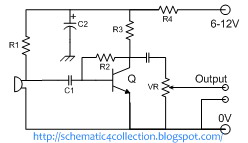 R4
6-12V
C2
R3
R1
R2
Q
C1
VR
Output
0V
http://schematic4collection.blogspot.com/